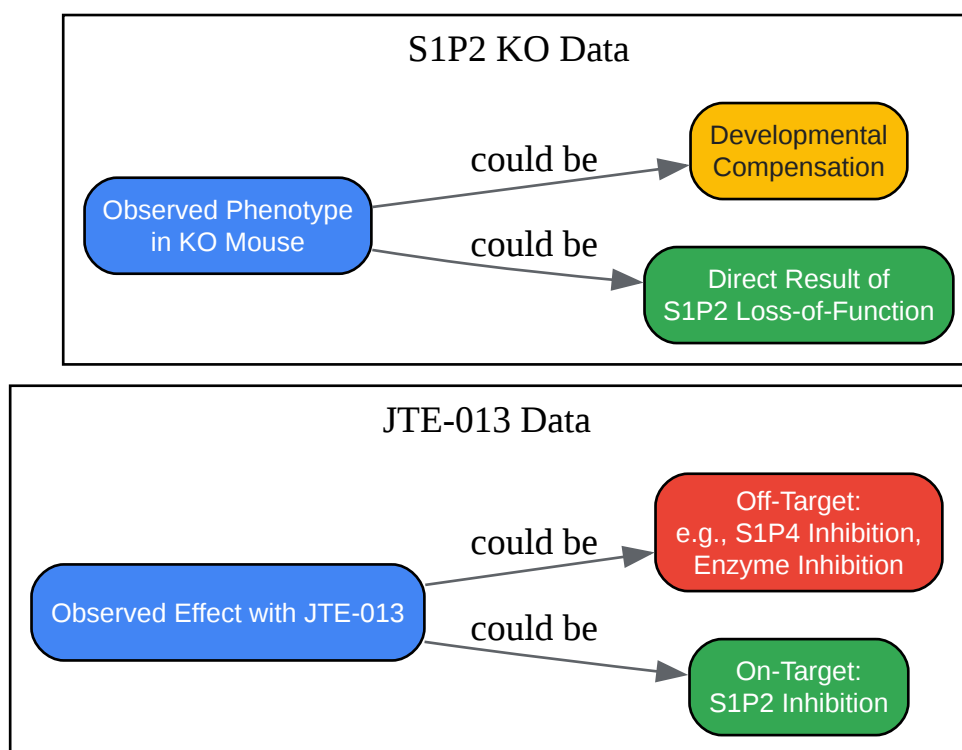 S1P2 KO Data
could be
Developmental
Compensation
Observed Phenotype
in KO Mouse
could be
Direct Result of
S1P2 Loss-of-Function
JTE-013 Data
could be
Off-Target:
e.g., S1P4 Inhibition,
Enzyme Inhibition
Observed Effect with JTE-013
could be
On-Target:
S1P2 Inhibition